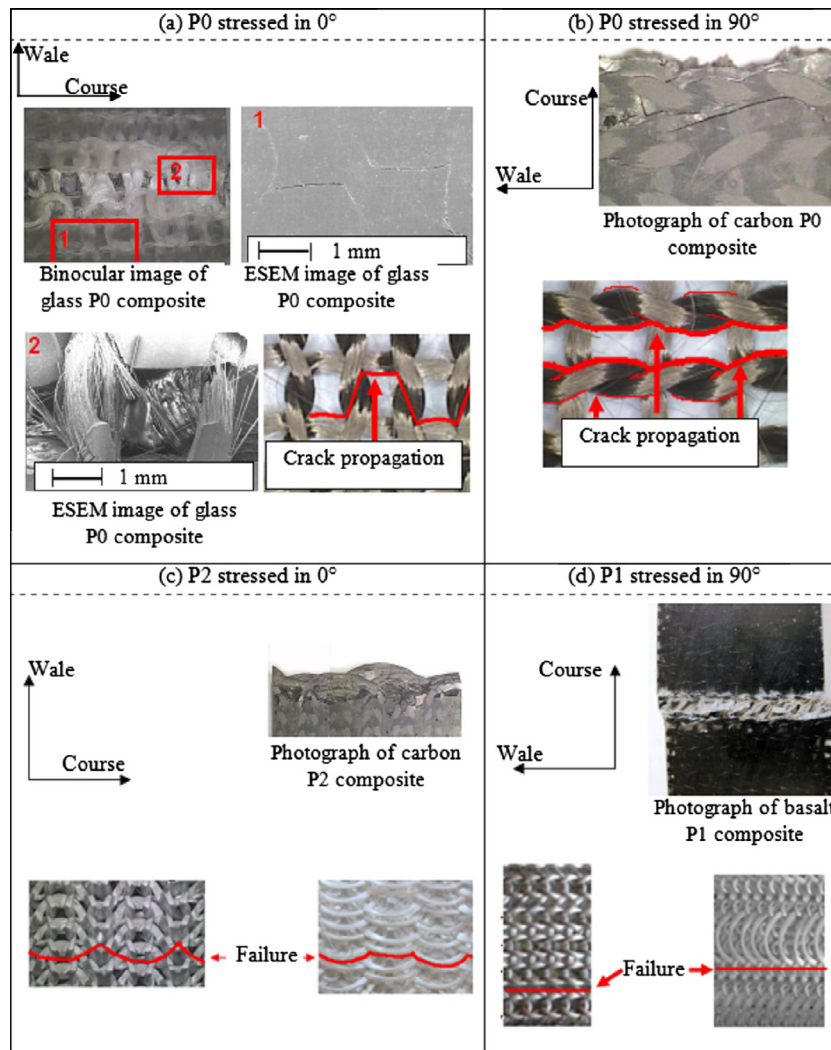 (a) P0 stressed in 0°
Wale
Course
2
1
Binocular image of
glass P0 composite
1
1 mm
ESEM image of glass
P0 composite
2
1 mm
ESEM image of glass
P0 composite
Crack propagation
(b) P0 stressed in 90°
Course
Wale
Photograph of carbon P0
composite
Crack propagation
(c) P2 stressed in 0°
Wale
Course
Photograph of carbon
P2 composite
Failure
(d) P1 stressed in 90°
Course
Wale
Photograph of basalt
P1 composite
Failure